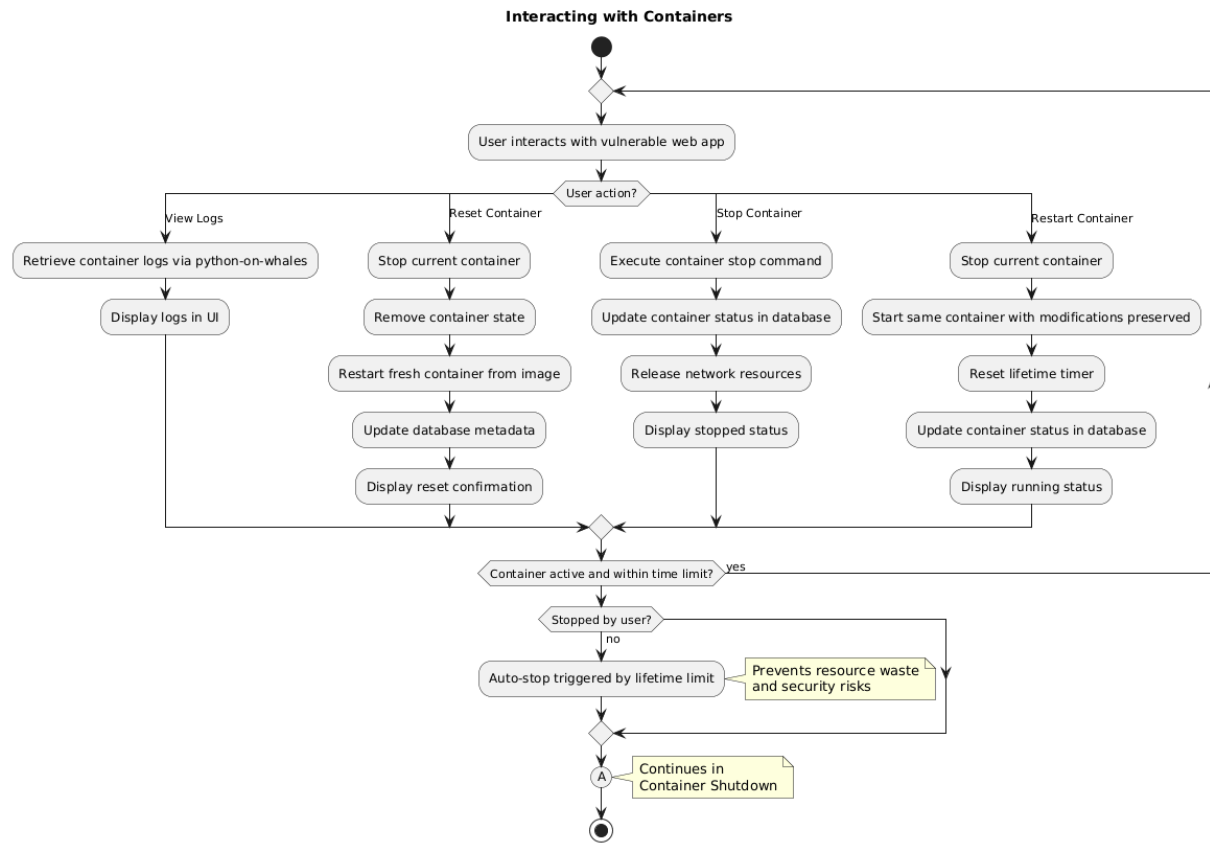 Interacting with Containers
User interacts with vulnerable web app
User action?
View Logs
Reset Container
Stop Container
Restart Container
Retrieve container logs via python-on-whales
Display logs in UI
Stop current container
Remove container state
Restart fresh container from image
Update database metadata
Display reset confirmation
Execute container stop command
Update container status in database
Release network resources
Display stopped status
Stop current container
Start same container with modifications preserved
Reset lifetime timer
Update container status in database
Display running status
Container active and within time limit?
yes
Stopped by user?
no
Auto-stop triggered by lifetime limit
Prevents resource waste
and security risks
A
Continues in
Container Shutdown